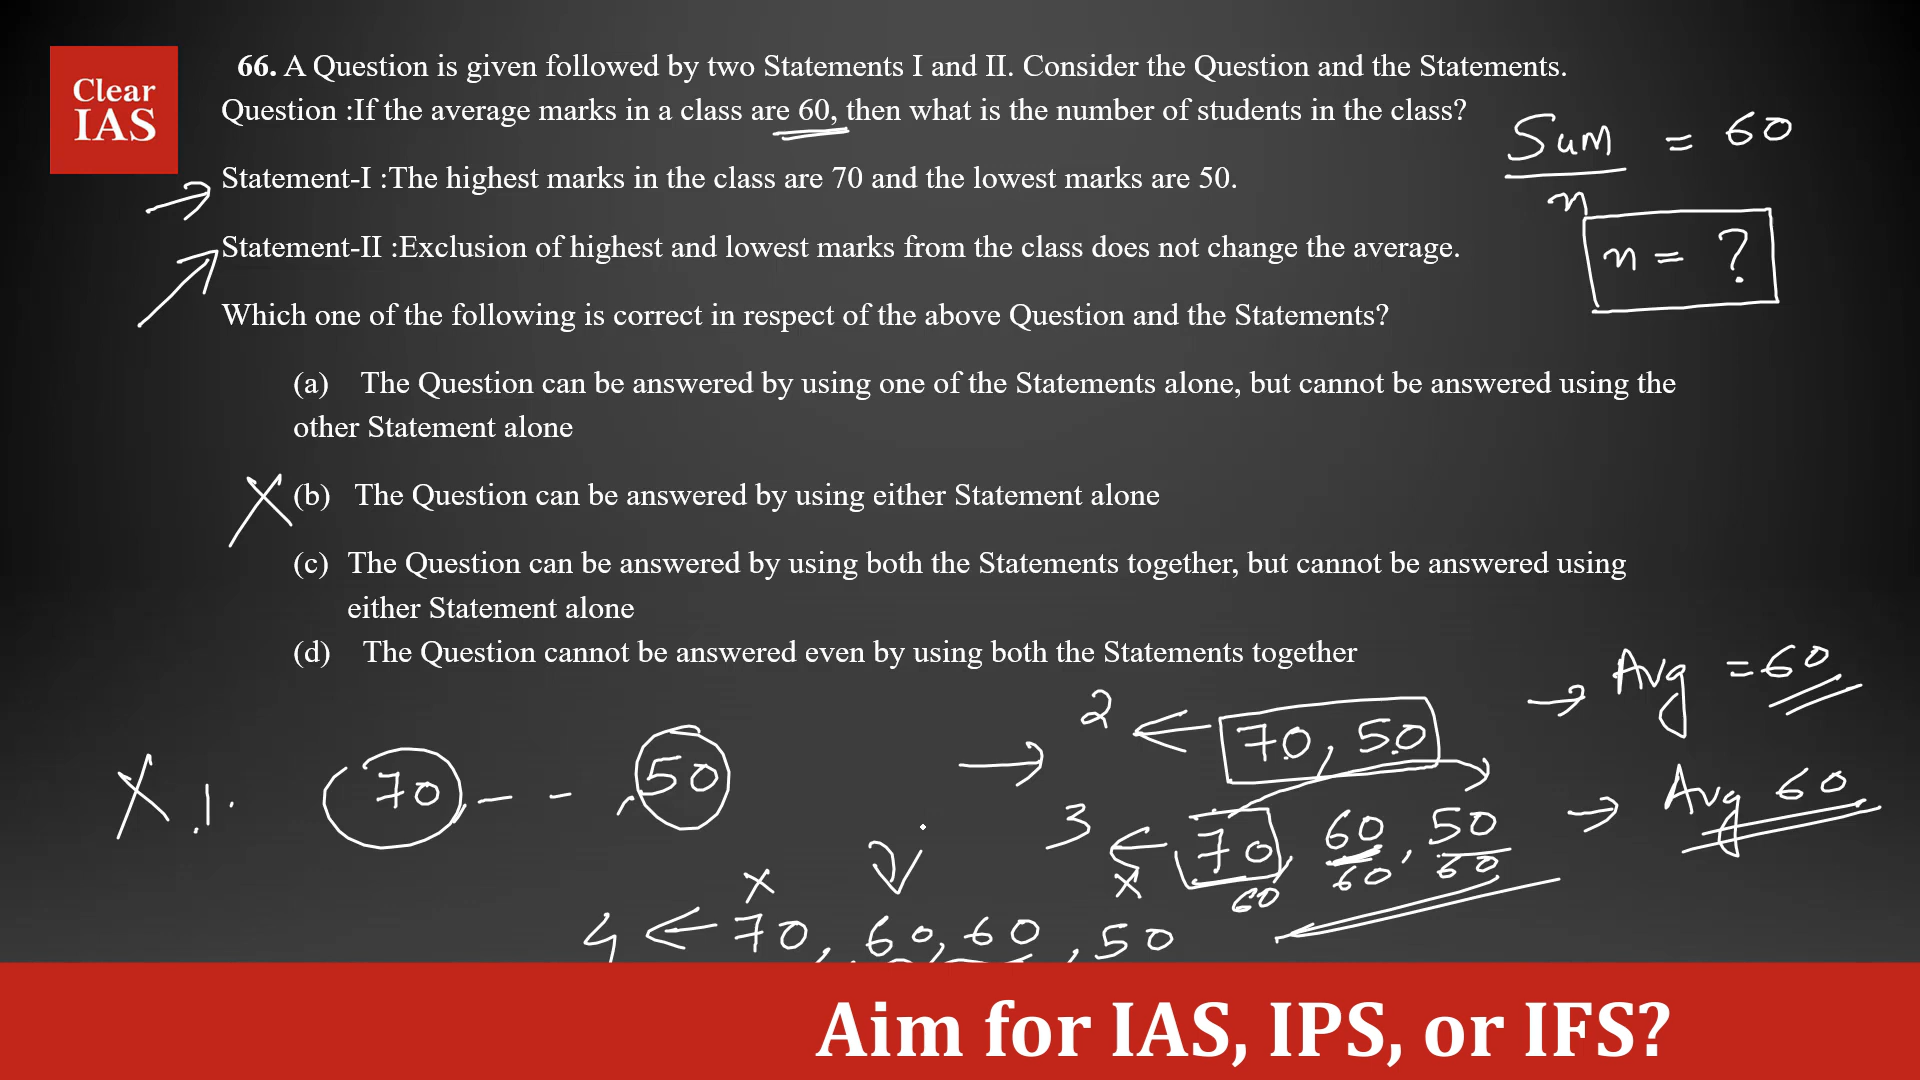 Clear
IAS
66. A Question is given followed by two Statements I and II. Consider the Question and the Statements.
Question :If the average marks in a class are 60, then what is the number of students in the class?
Sum = 60
n
Statement-I :The highest marks in the class are 70 and the lowest marks are 50.
n = ?
Statement-II :Exclusion of highest and lowest marks from the class does not change the average.
Which one of the following is correct in respect of the above Question and the Statements?
(a) The Question can be answered by using one of the Statements alone, but cannot be answered using the
other Statement alone
X (b) The Question can be answered by using either Statement alone
(c) The Question can be answered by using both the Statements together, but cannot be answered using
either Statement alone
(d) The Question cannot be answered even by using both the Statements together
2 ← 70, 50 → Avg = 60
X 1. 70, - - , 50 →
3 ← 70, 60, 50 → Avg 60
x x 60 60 60
4 ← 70, 60, 60, 50
Aim for IAS, IPS, or IFS?